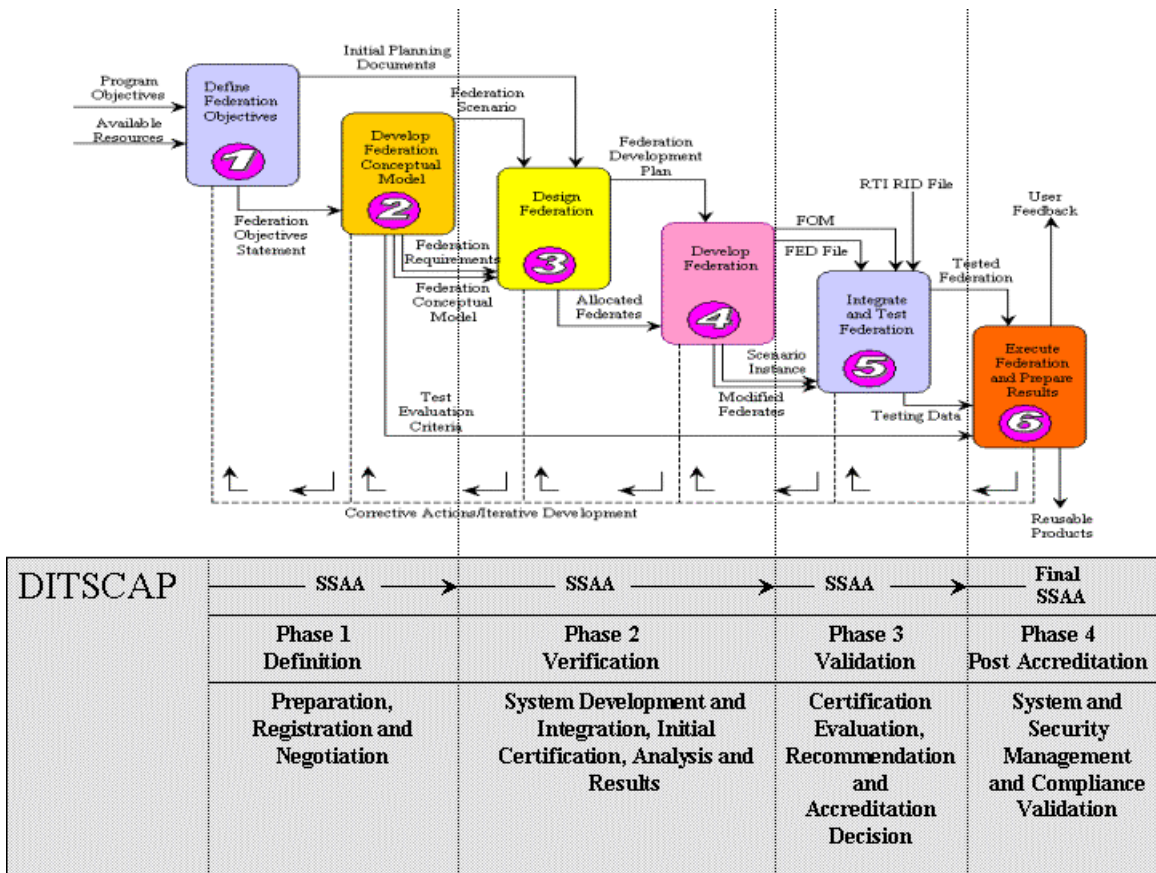 Initial Planning
Documents
Program
Objectives
Available
Resources
Define
Federation
Objectives
1
Federation
Scenario
Develop
Federation
Conceptual
Model
2
Federation
Objectives
Statement
Federation
Requirements
Federation
Conceptual
Model
Design
Federation
3
Federation
Development
Plan
Allocated
Federates
Develop
Federation
4
RTI RID File
FOM
FED File
Scenario
Instance
Modified
Federates
Integrate
and Test
Federation
5
User
Feedback
Tested
Federation
Testing Data
Execute
Federation
and Prepare
Results
6
Test
Evaluation
Criteria
Corrective Actions/Iterative Development
Reusable
Products
DITSCAP
SSAA
SSAA
SSAA
Final
SSAA
Phase 1
Definition
Phase 2
Verification
Phase 3
Validation
Phase 4
Post Accreditation
Preparation,
Registration and
Negotiation
System Development and
Integration, Initial
Certification, Analysis and
Results
Certification
Evaluation,
Recommendation
and
Accreditation
Decision
System and
Security
Management
and Compliance
Validation